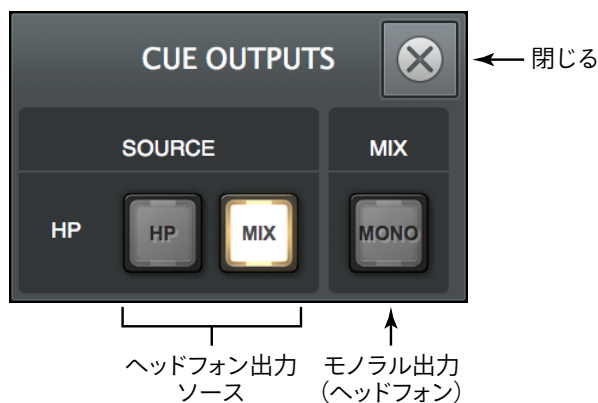 CUE OUTPUTS
閉じる
SOURCE
MIX
HP
HP
MIX
MONO
ヘッドフォン出力
ソース
モノラル出力
(ヘッドフォン)